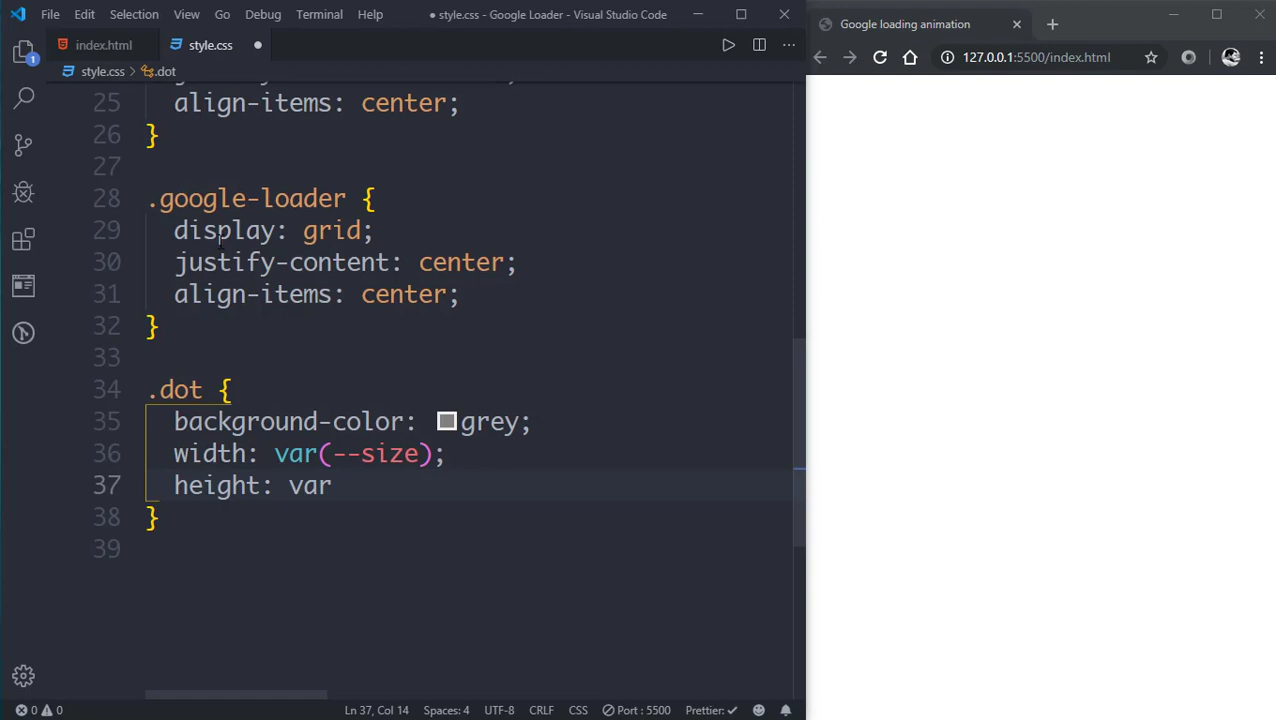 File Edit Selection View Go Debug Terminal Help ● style.css - Google Loader - Visual Studio Code
Google loading animation
index.html style.css
127.0.0.1:5500/index.html
style.css > .dot
25 align-items: center;
26 }
27
28 .google-loader {
29 display: grid;
30 justify-content: center;
31 align-items: center;
32 }
33
34 .dot {
35 background-color: grey;
36 width: var(--size);
37 height: var
38 }
39
1
0 0 Ln 37, Col 14 Spaces: 4 UTF-8 CRLF CSS Port : 5500 Prettier: ✓